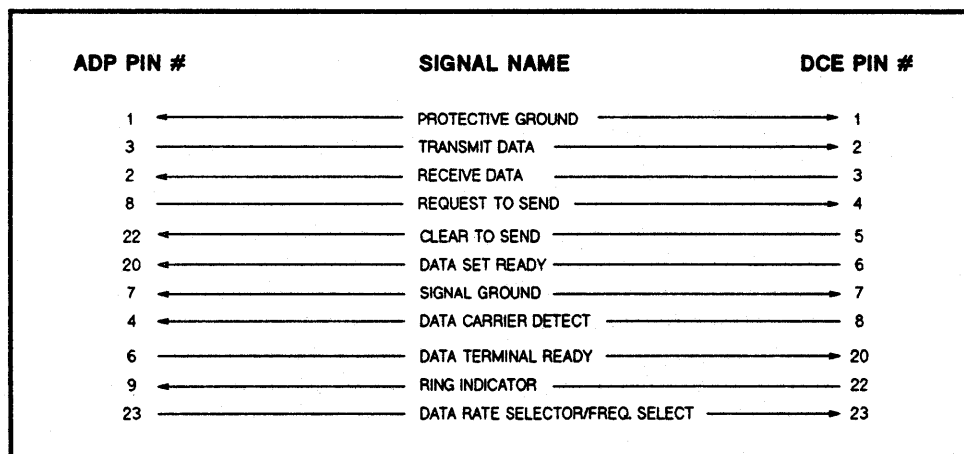 ADP PIN # SIGNAL NAME DCE PIN #
1 PROTECTIVE GROUND 1
3 TRANSMIT DATA 2
2 RECEIVE DATA 3
8 REQUEST TO SEND 4
22 CLEAR TO SEND 5
20 DATA SET READY 6
7 SIGNAL GROUND 7
4 DATA CARRIER DETECT 8
6 DATA TERMINAL READY 20
9 RING INDICATOR 22
23 DATA RATE SELECTOR/FREQ. SELECT 23